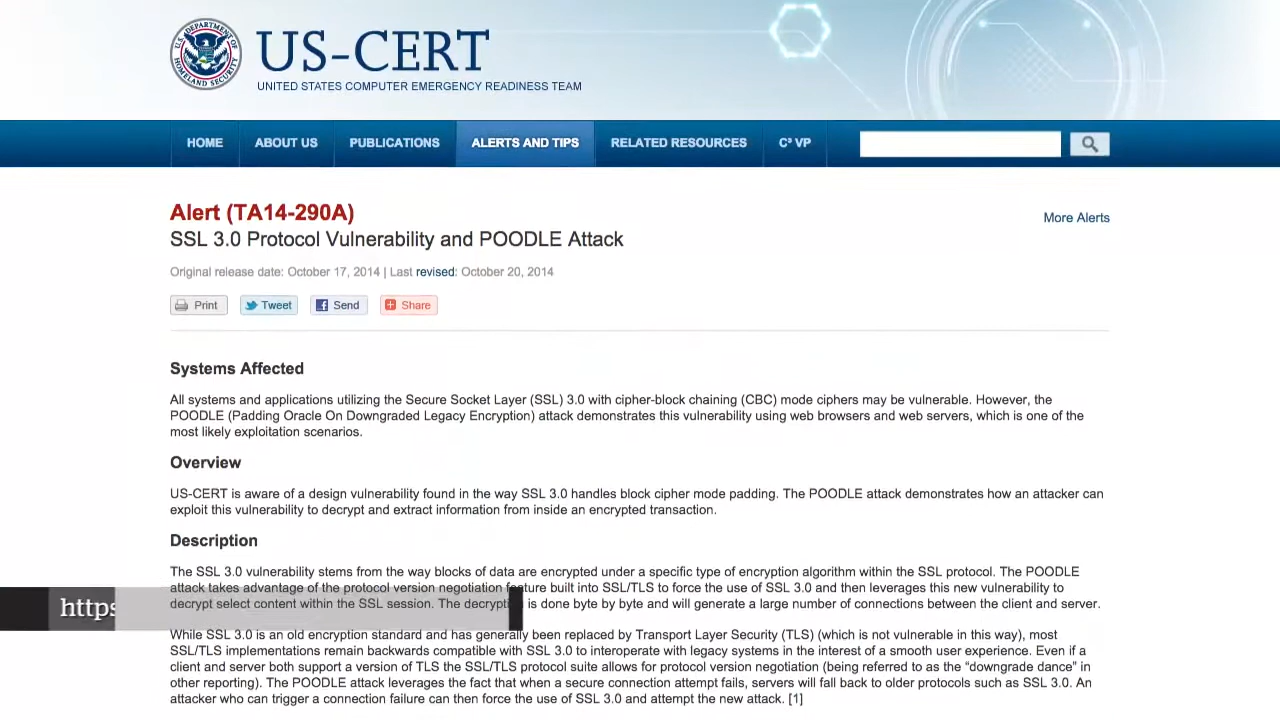 US-CERT
UNITED STATES COMPUTER EMERGENCY READINESS TEAM
U.S. DEPARTMENT OF HOMELAND SECURITY
HOME ABOUT US PUBLICATIONS ALERTS AND TIPS RELATED RESOURCES C³ VP
Alert (TA14-290A)
More Alerts
SSL 3.0 Protocol Vulnerability and POODLE Attack
Original release date: October 17, 2014 | Last revised: October 20, 2014
Print Tweet Send Share
Systems Affected
All systems and applications utilizing the Secure Socket Layer (SSL) 3.0 with cipher-block chaining (CBC) mode ciphers may be vulnerable. However, the
POODLE (Padding Oracle On Downgraded Legacy Encryption) attack demonstrates this vulnerability using web browsers and web servers, which is one of the
most likely exploitation scenarios.
Overview
US-CERT is aware of a design vulnerability found in the way SSL 3.0 handles block cipher mode padding. The POODLE attack demonstrates how an attacker can
exploit this vulnerability to decrypt and extract information from inside an encrypted transaction.
Description
The SSL 3.0 vulnerability stems from the way blocks of data are encrypted under a specific type of encryption algorithm within the SSL protocol. The POODLE
attack takes advantage of the protocol version negotiation feature built into SSL/TLS to force the use of SSL 3.0 and then leverages this new vulnerability to
decrypt select content within the SSL session. The decrypt is done byte by byte and will generate a large number of connections between the client and server.
https
While SSL 3.0 is an old encryption standard and has generally been replaced by Transport Layer Security (TLS) (which is not vulnerable in this way), most
SSL/TLS implementations remain backwards compatible with SSL 3.0 to interoperate with legacy systems in the interest of a smooth user experience. Even if a
client and server both support a version of TLS the SSL/TLS protocol suite allows for protocol version negotiation (being referred to as the “downgrade dance” in
other reporting). The POODLE attack leverages the fact that when a secure connection attempt fails, servers will fall back to older protocols such as SSL 3.0. An
attacker who can trigger a connection failure can then force the use of SSL 3.0 and attempt the new attack. [1]